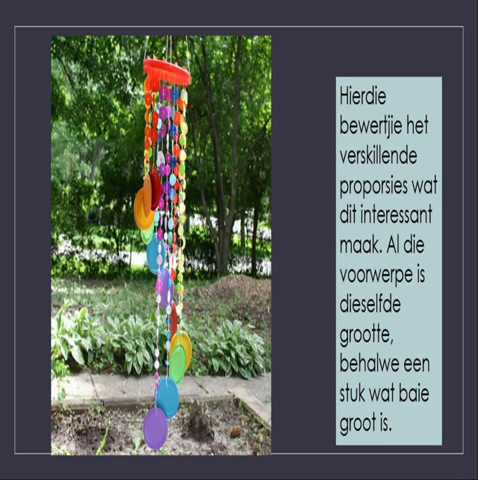 Hierdie
bewertjie het
verskillende
proporsies wat
dit interessant
maak. Al die
voorwerpe is
dieselfde
grootte,
behalwe een
stuk wat baie
groot is.